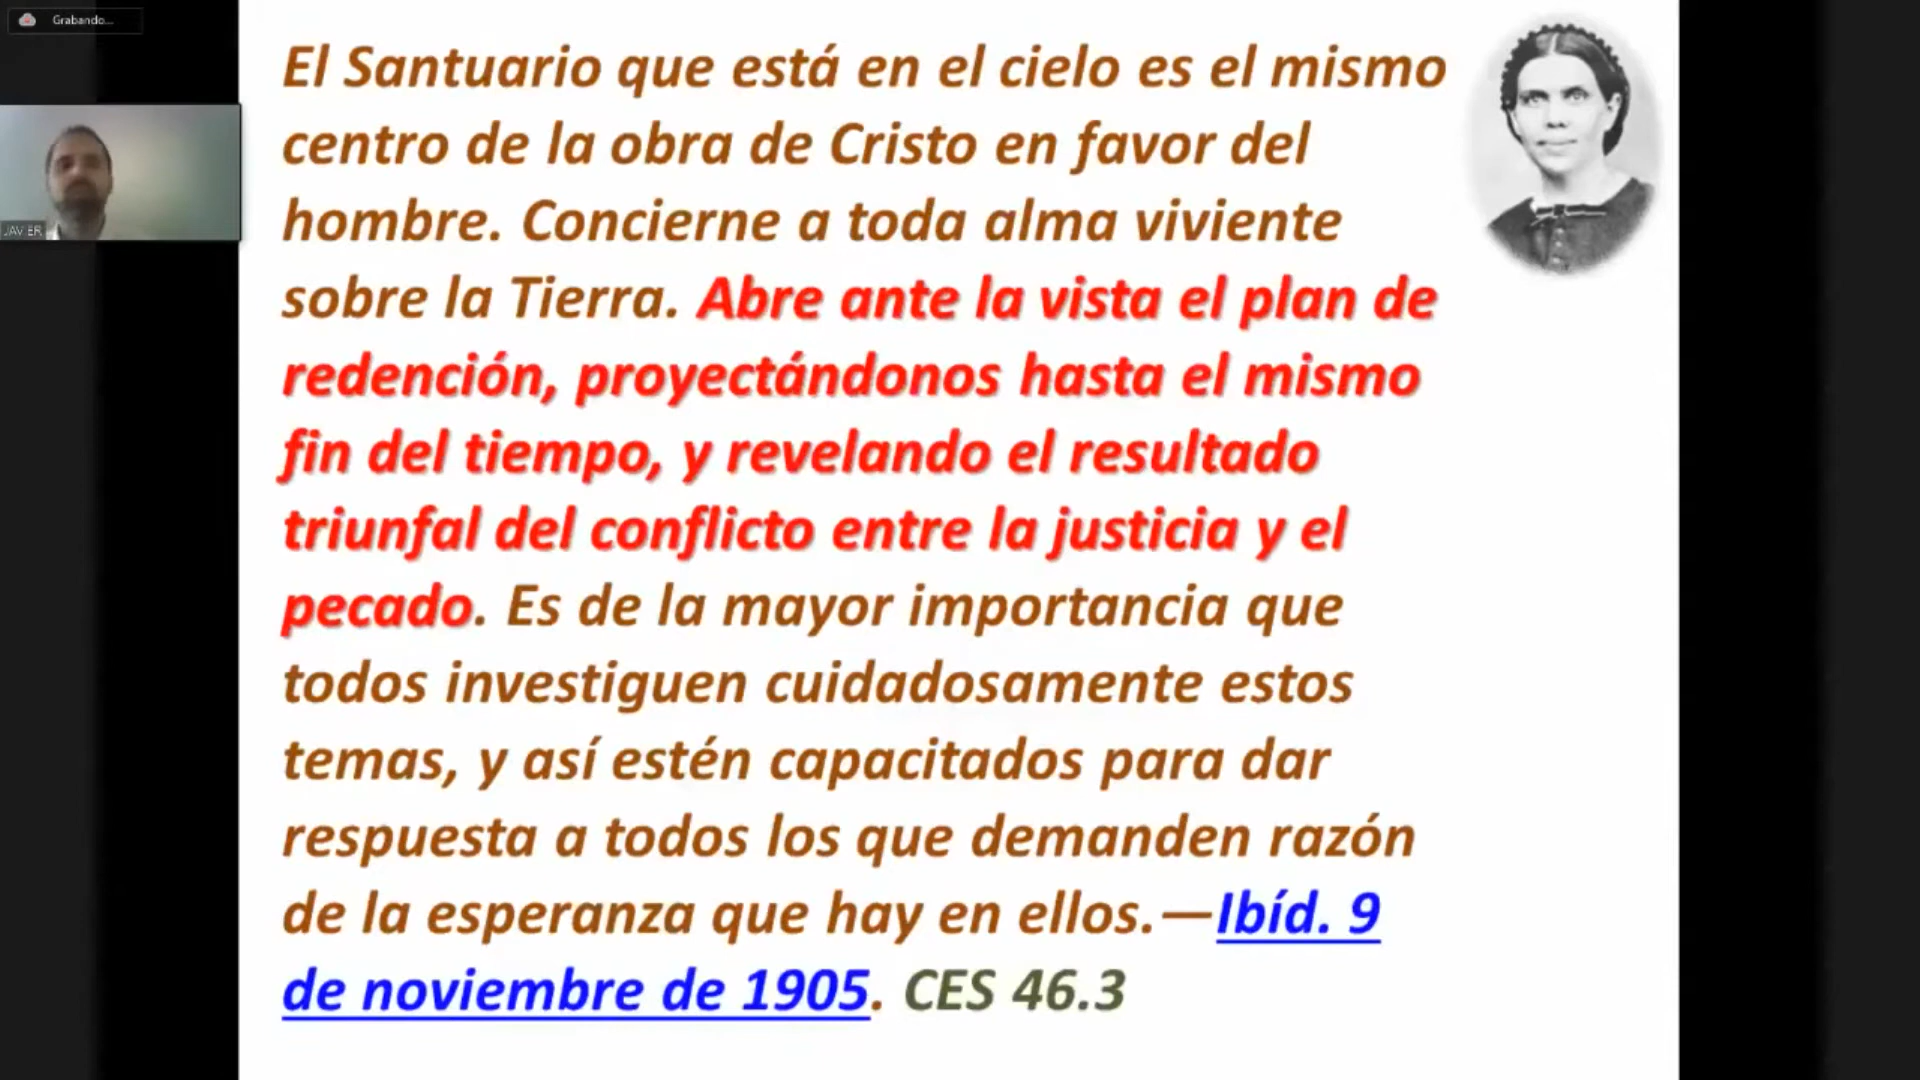 Grabando...
JAVIER
El Santuario que está en el cielo es el mismo
centro de la obra de Cristo en favor del
hombre. Concierne a toda alma viviente
sobre la Tierra. Abre ante la vista el plan de
redención, proyectándonos hasta el mismo
fin del tiempo, y revelando el resultado
triunfal del conflicto entre la justicia y el
pecado. Es de la mayor importancia que
todos investiguen cuidadosamente estos
temas, y así estén capacitados para dar
respuesta a todos los que demanden razón
de la esperanza que hay en ellos.—Ibíd. 9
de noviembre de 1905. CES 46.3